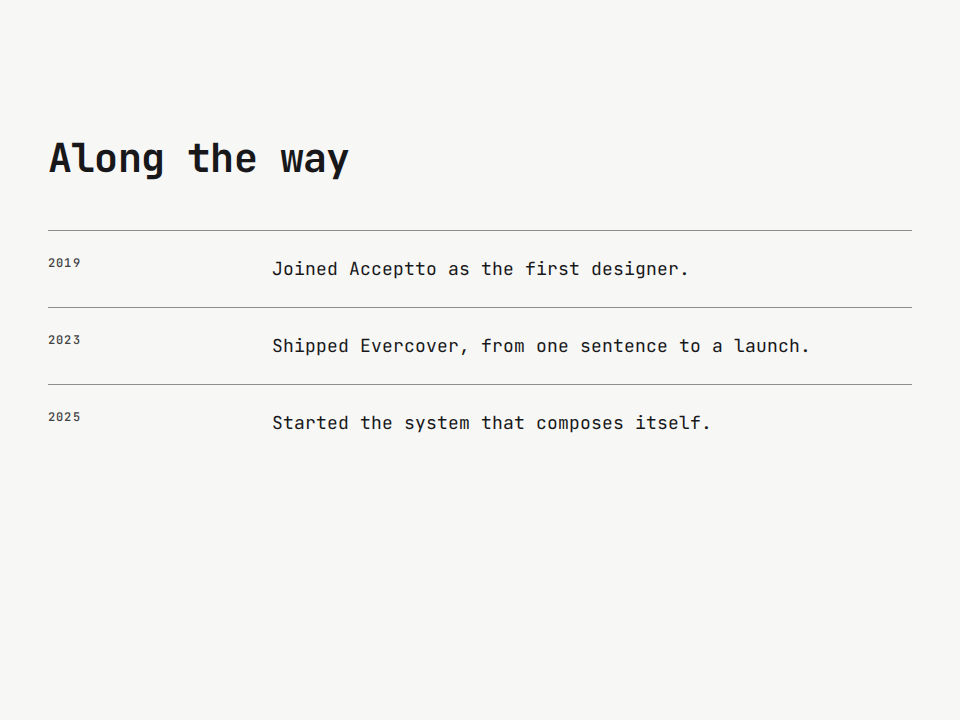 Along the way
2019
Joined Acceptto as the first designer.
2023
Shipped Evercover, from one sentence to a launch.
2025
Started the system that composes itself.